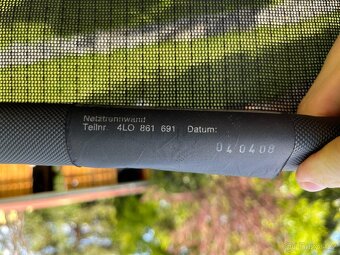 Netztrennwand
Teilnr. 4LO 861 691 Datum:
040408